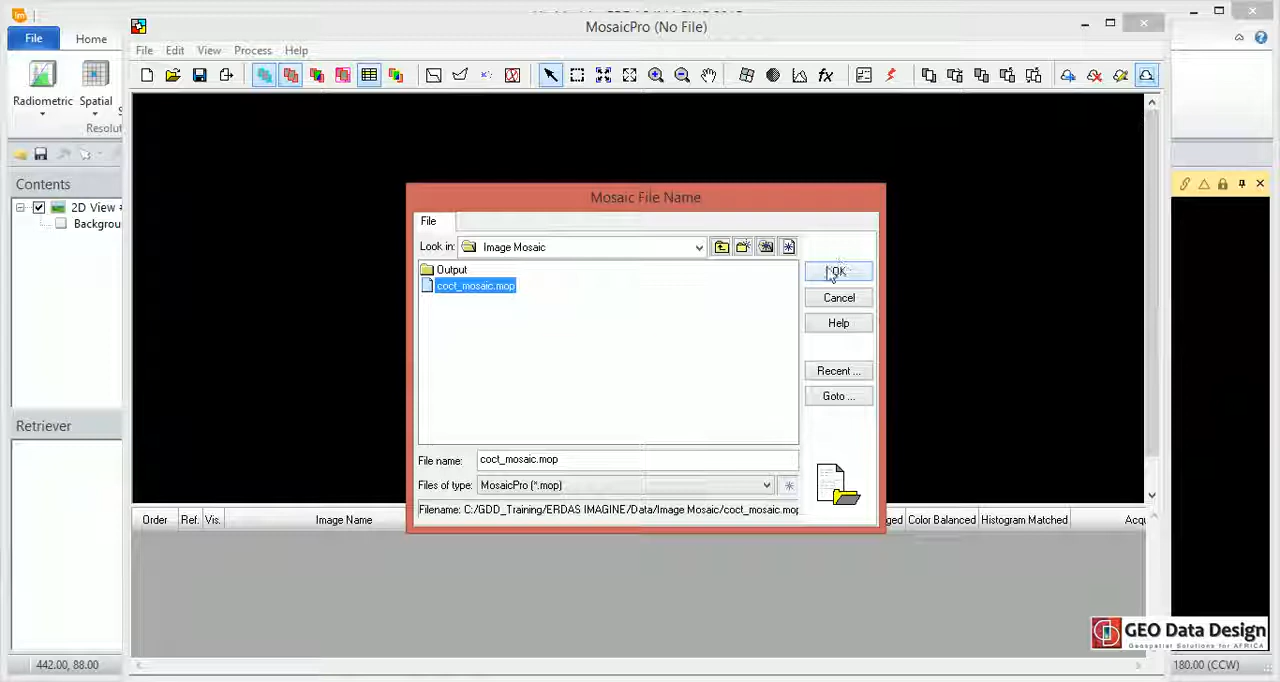 MosaicPro (No File)
File Home
File Edit View Process Help
Radiometric Spatial
Resolut
Contents
2D View
Backgrou
Retriever
Mosaic File Name
File
Look in: Image Mosaic
Output
coct_mosaic.mop
OK
Cancel
Help
Recent ...
Goto ...
File name: coct_mosaic.mop
Files of type: MosaicPro (*.mop)
Filename: C:/GDD_Training/ERDAS IMAGINE/Data/Image Mosaic/coct_mosaic.mop
Order Ref. Vis. Image Name ged Color Balanced Histogram Matched Acqu
GEO Data Design
Geospatial Solutions for AFRICA
442.00, 88.00
180.00 (CCW)